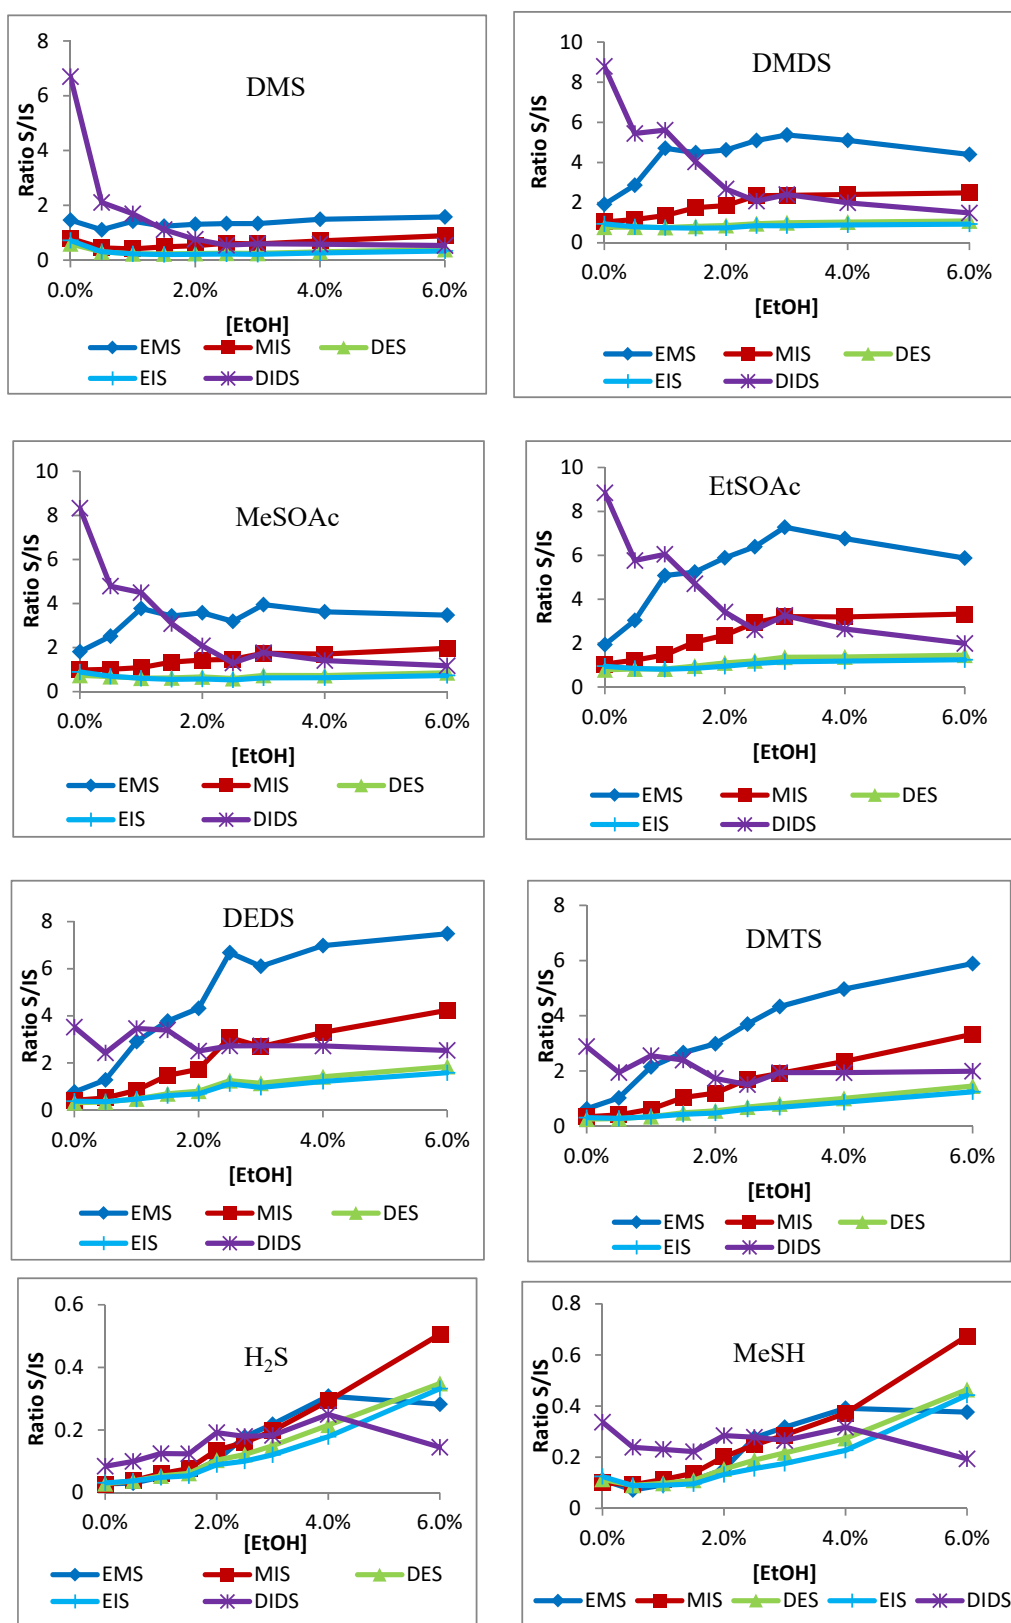 DMS
Ratio S/IS
8
6
4
2
0
0.0% 2.0% 4.0% 6.0%
[EtOH]
EMS MIS DES
EIS DIDS
DMDS
Ratio S/IS
10
8
6
4
2
0
0.0% 2.0% 4.0% 6.0%
[EtOH]
EMS MIS DES
EIS DIDS
MeSOAc
Ratio S/IS
10
8
6
4
2
0
0.0% 2.0% 4.0% 6.0%
[EtOH]
EMS MIS DES
EIS DIDS
EtSOAc
Ratio S/IS
10
8
6
4
2
0
0.0% 2.0% 4.0% 6.0%
[EtOH]
EMS MIS DES
EIS DIDS
DEDS
Ratio S/IS
8
6
4
2
0
0.0% 2.0% 4.0% 6.0%
[EtOH]
EMS MIS DES
EIS DIDS
DMTS
Ratio S/IS
8
6
4
2
0
0.0% 2.0% 4.0% 6.0%
[EtOH]
EMS MIS DES
EIS DIDS
H₂S
Ratio S/IS
0.6
0.4
0.2
0
0.0% 2.0% 4.0% 6.0%
[EtOH]
EMS MIS DES
EIS DIDS
MeSH
Ratio S/IS
0.8
0.6
0.4
0.2
0
0.0% 2.0% 4.0% 6.0%
[EtOH]
EMS MIS DES EIS DIDS